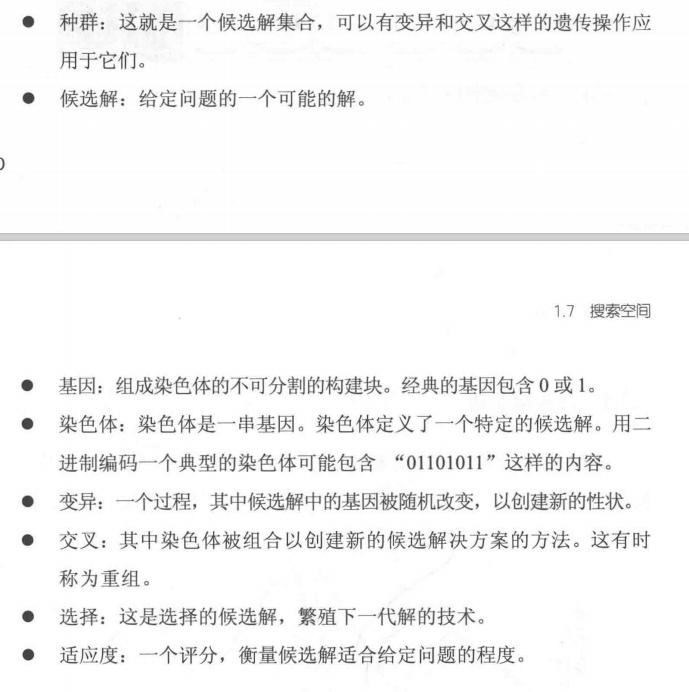 ● 种群：这就是一个候选解集合，可以有变异和交叉这样的遗传操作应
用于它们。
● 候选解：给定问题的一个可能的解。
1.7 搜索空间
● 基因：组成染色体的不可分割的构建块。经典的基因包含 0 或 1。
● 染色体：染色体是一串基因。染色体定义了一个特定的候选解。用二
进制编码一个典型的染色体可能包含 “01101011”这样的内容。
● 变异：一个过程，其中候选解中的基因被随机改变，以创建新的性状。
● 交叉：其中染色体被组合以创建新的候选解决方案的方法。这有时
称为重组。
● 选择：这是选择的候选解，繁殖下一代解的技术。
● 适应度：一个评分，衡量候选解适合给定问题的程度。